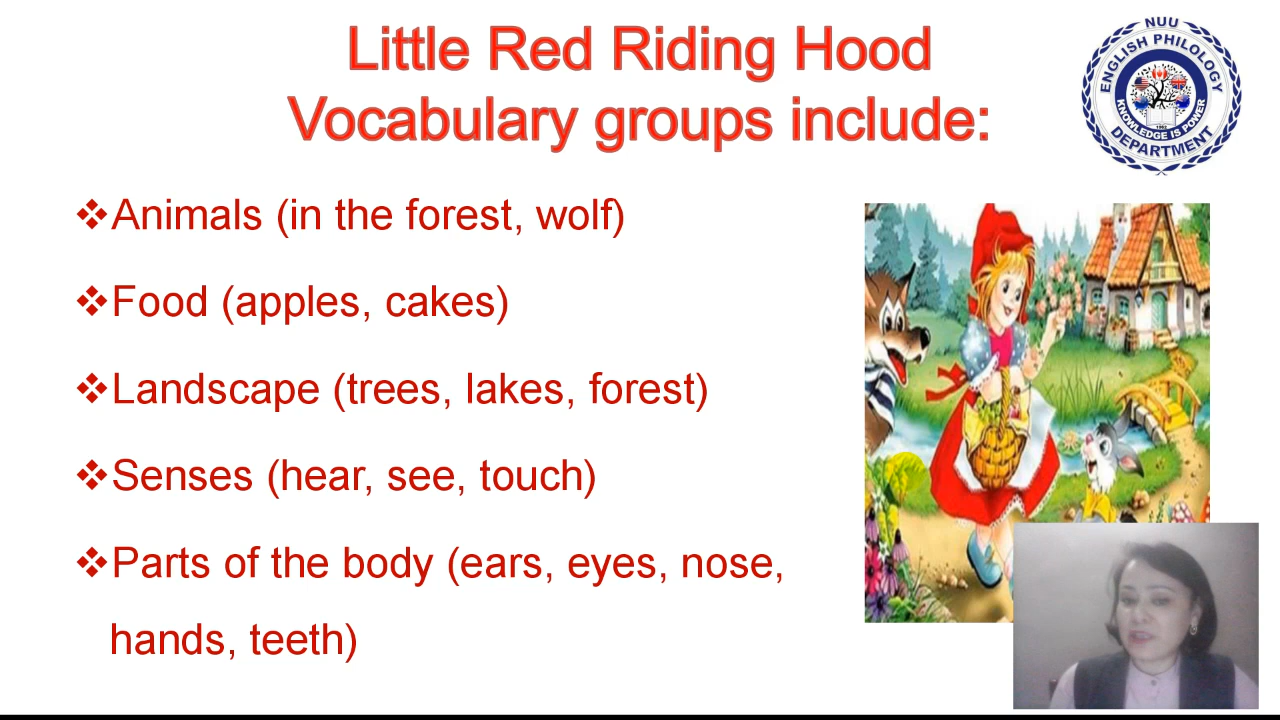 Little Red Riding Hood
Vocabulary groups include:
NUU
ENGLISH PHILOLOGY
KNOWLEDGE IS POWER
DEPARTMENT
❖Animals (in the forest, wolf)
❖Food (apples, cakes)
❖Landscape (trees, lakes, forest)
❖Senses (hear, see, touch)
❖Parts of the body (ears, eyes, nose,
hands, teeth)